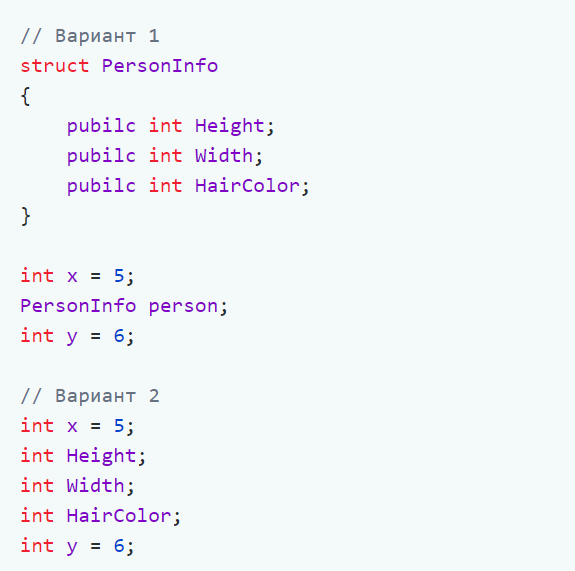 // Вариант 1
struct PersonInfo
{
    pubilc int Height;
    pubilc int Width;
    pubilc int HairColor;
}

int x = 5;
PersonInfo person;
int y = 6;

// Вариант 2
int x = 5;
int Height;
int Width;
int HairColor;
int y = 6;